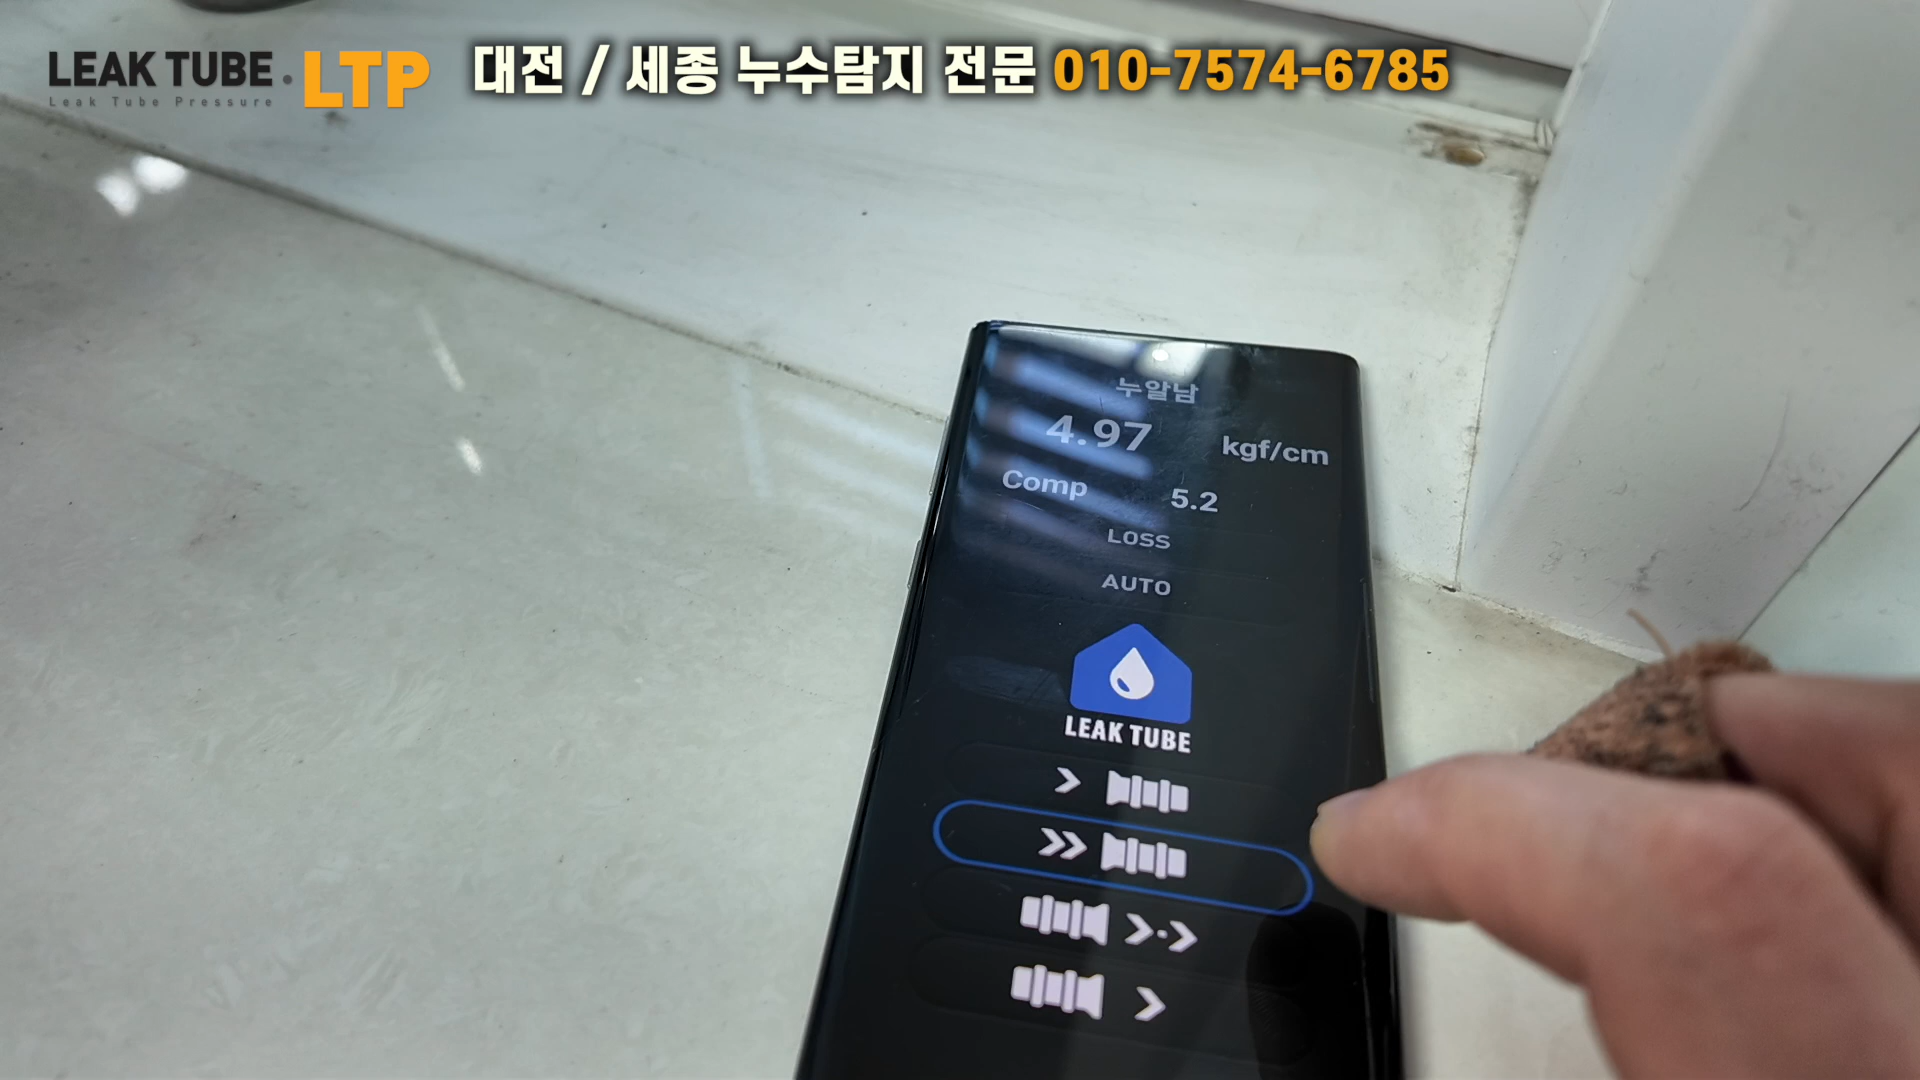 LEAK TUBE. LTP 대전 / 세종 누수탐지 전문 010-7574-6785
Leak Tube Pressure
누알남
4.97 kgf/cm
Comp 5.2
LOSS
AUTO
LEAK TUBE